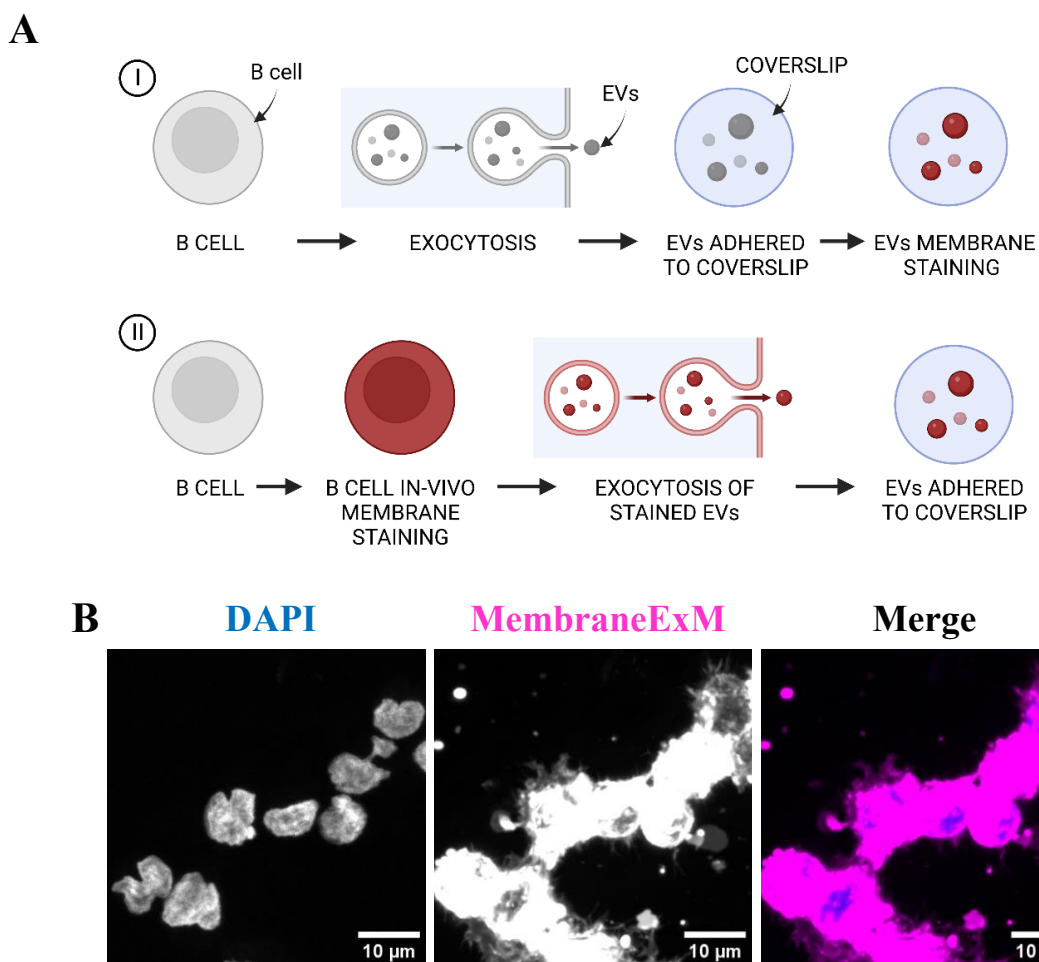 A
I
B cell
EVs
COVERSLIP
B CELL
EXOCYTOSIS
EVs ADHERED
TO COVERSLIP
EVs MEMBRANE
STAINING
II
B CELL
B CELL IN-VIVO
MEMBRANE
STAINING
EXOCYTOSIS OF
STAINED EVs
EVs ADHERED
TO COVERSLIP
B
DAPI
MembraneExM
Merge
10 μm
10 μm
10